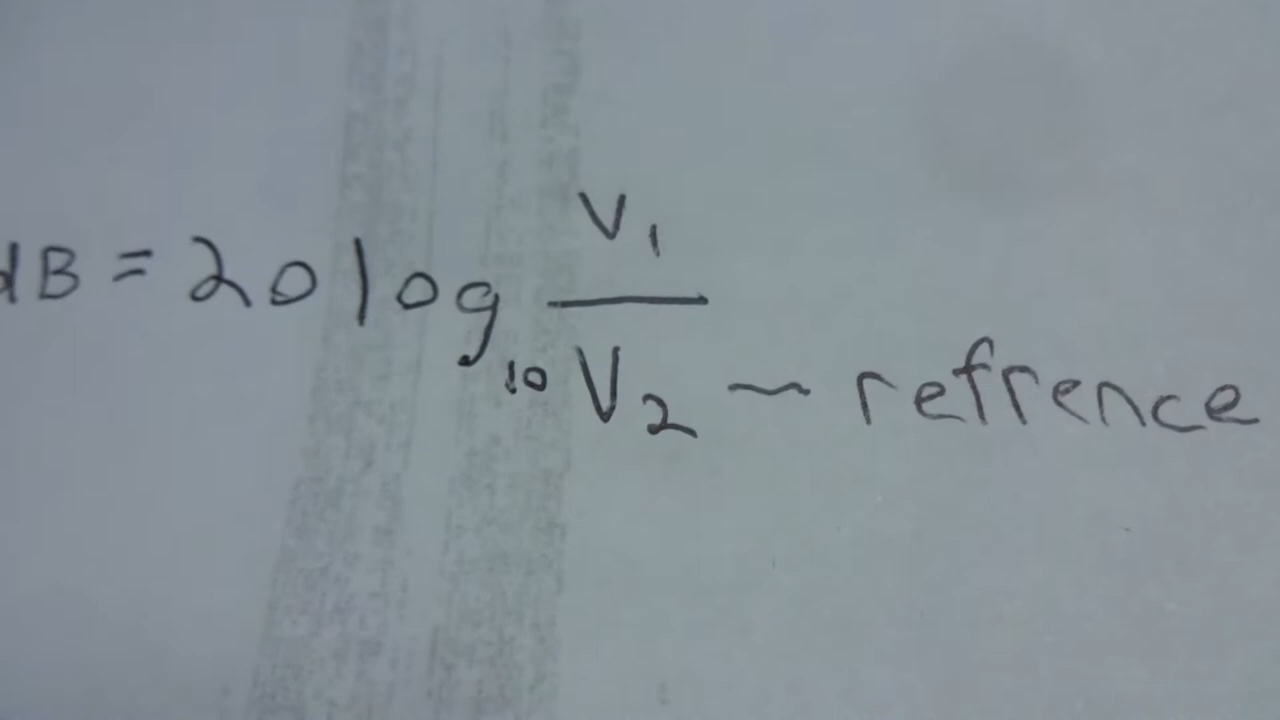 dB = 20 log₁₀ V₁ / V₂ ~ refrence